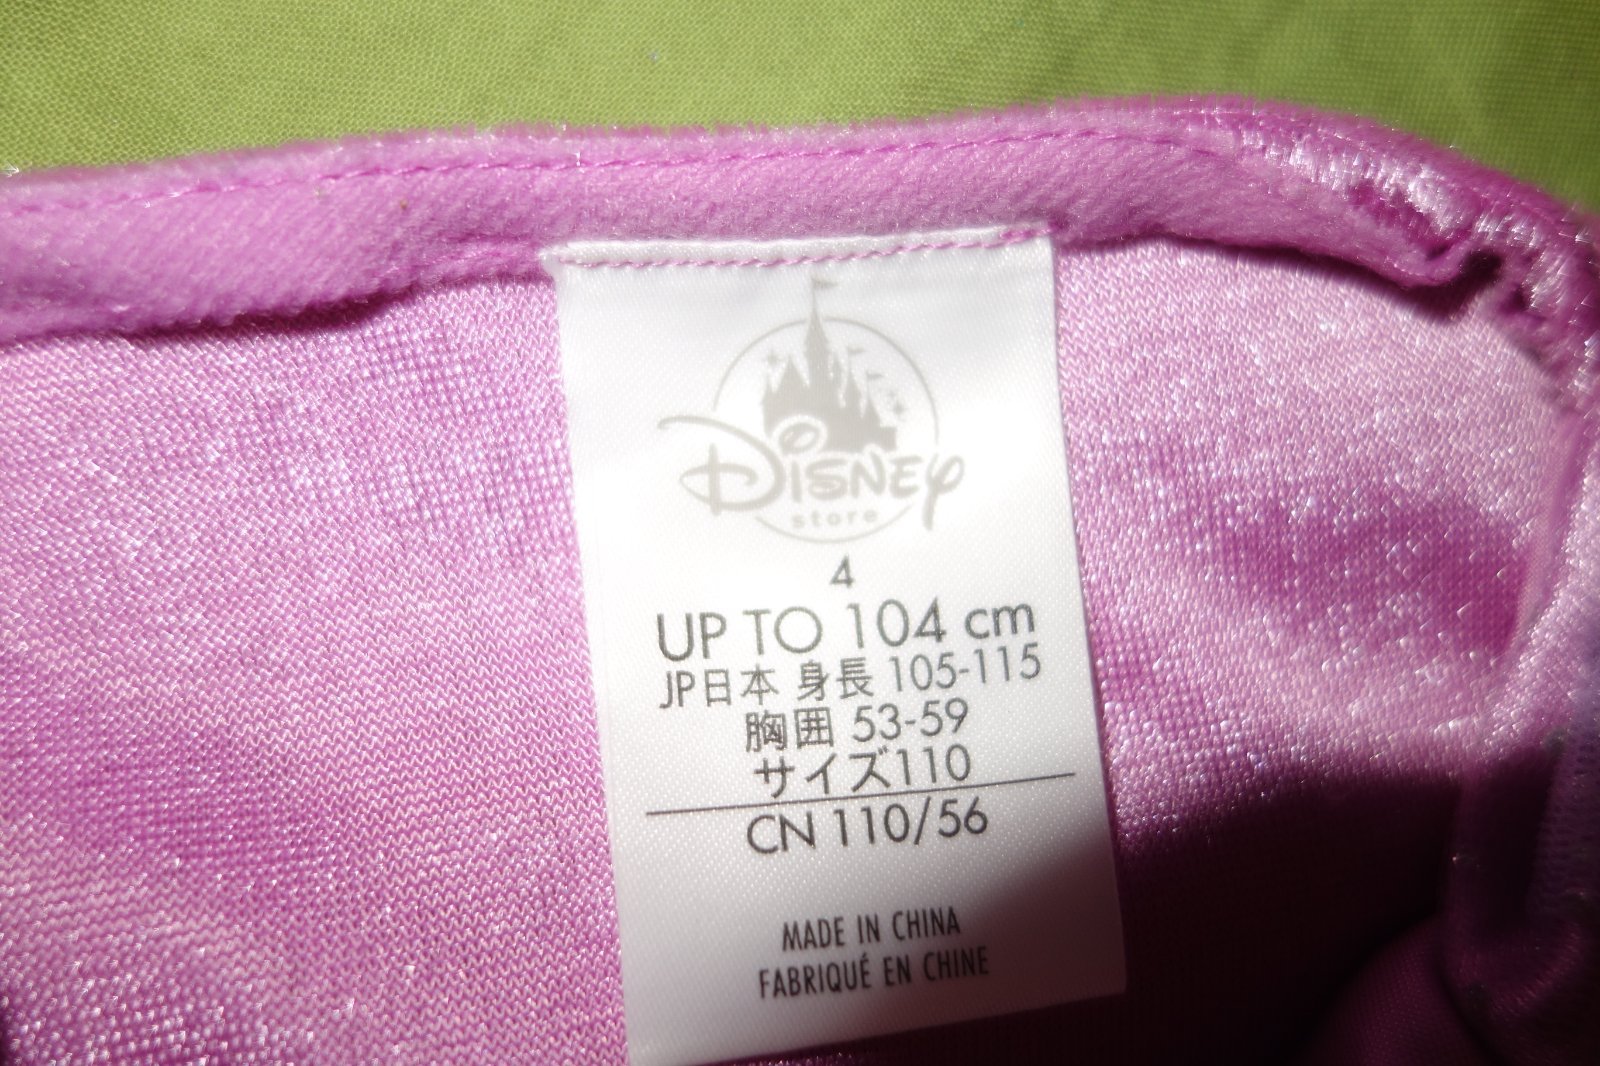 Disney
store
4
UP TO 104 cm
JP日本 身長 105-115
胸囲 53-59
サイズ110
CN 110/56
MADE IN CHINA
FABRIQUÉ EN CHINE